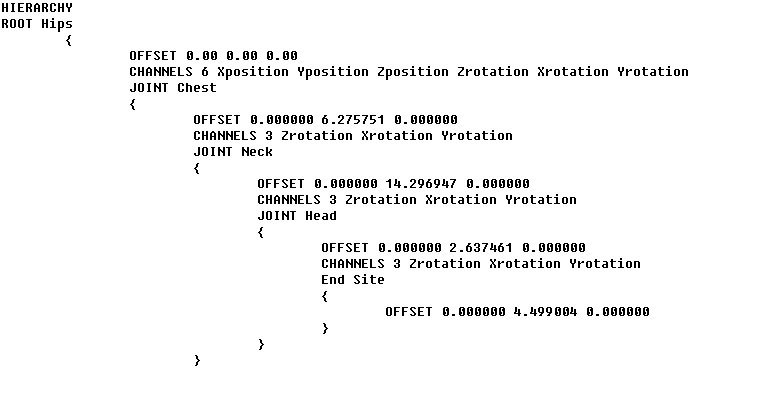 HIERARCHY
ROOT Hips
{
OFFSET 0.00 0.00 0.00
CHANNELS 6 Xposition Yposition Zposition Zrotation Xrotation Yrotation
JOINT Chest
{
OFFSET 0.000000 6.275751 0.000000
CHANNELS 3 Zrotation Xrotation Yrotation
JOINT Neck
{
OFFSET 0.000000 14.296947 0.000000
CHANNELS 3 Zrotation Xrotation Yrotation
JOINT Head
{
OFFSET 0.000000 2.637461 0.000000
CHANNELS 3 Zrotation Xrotation Yrotation
End Site
{
OFFSET 0.000000 4.499004 0.000000
}
}
}